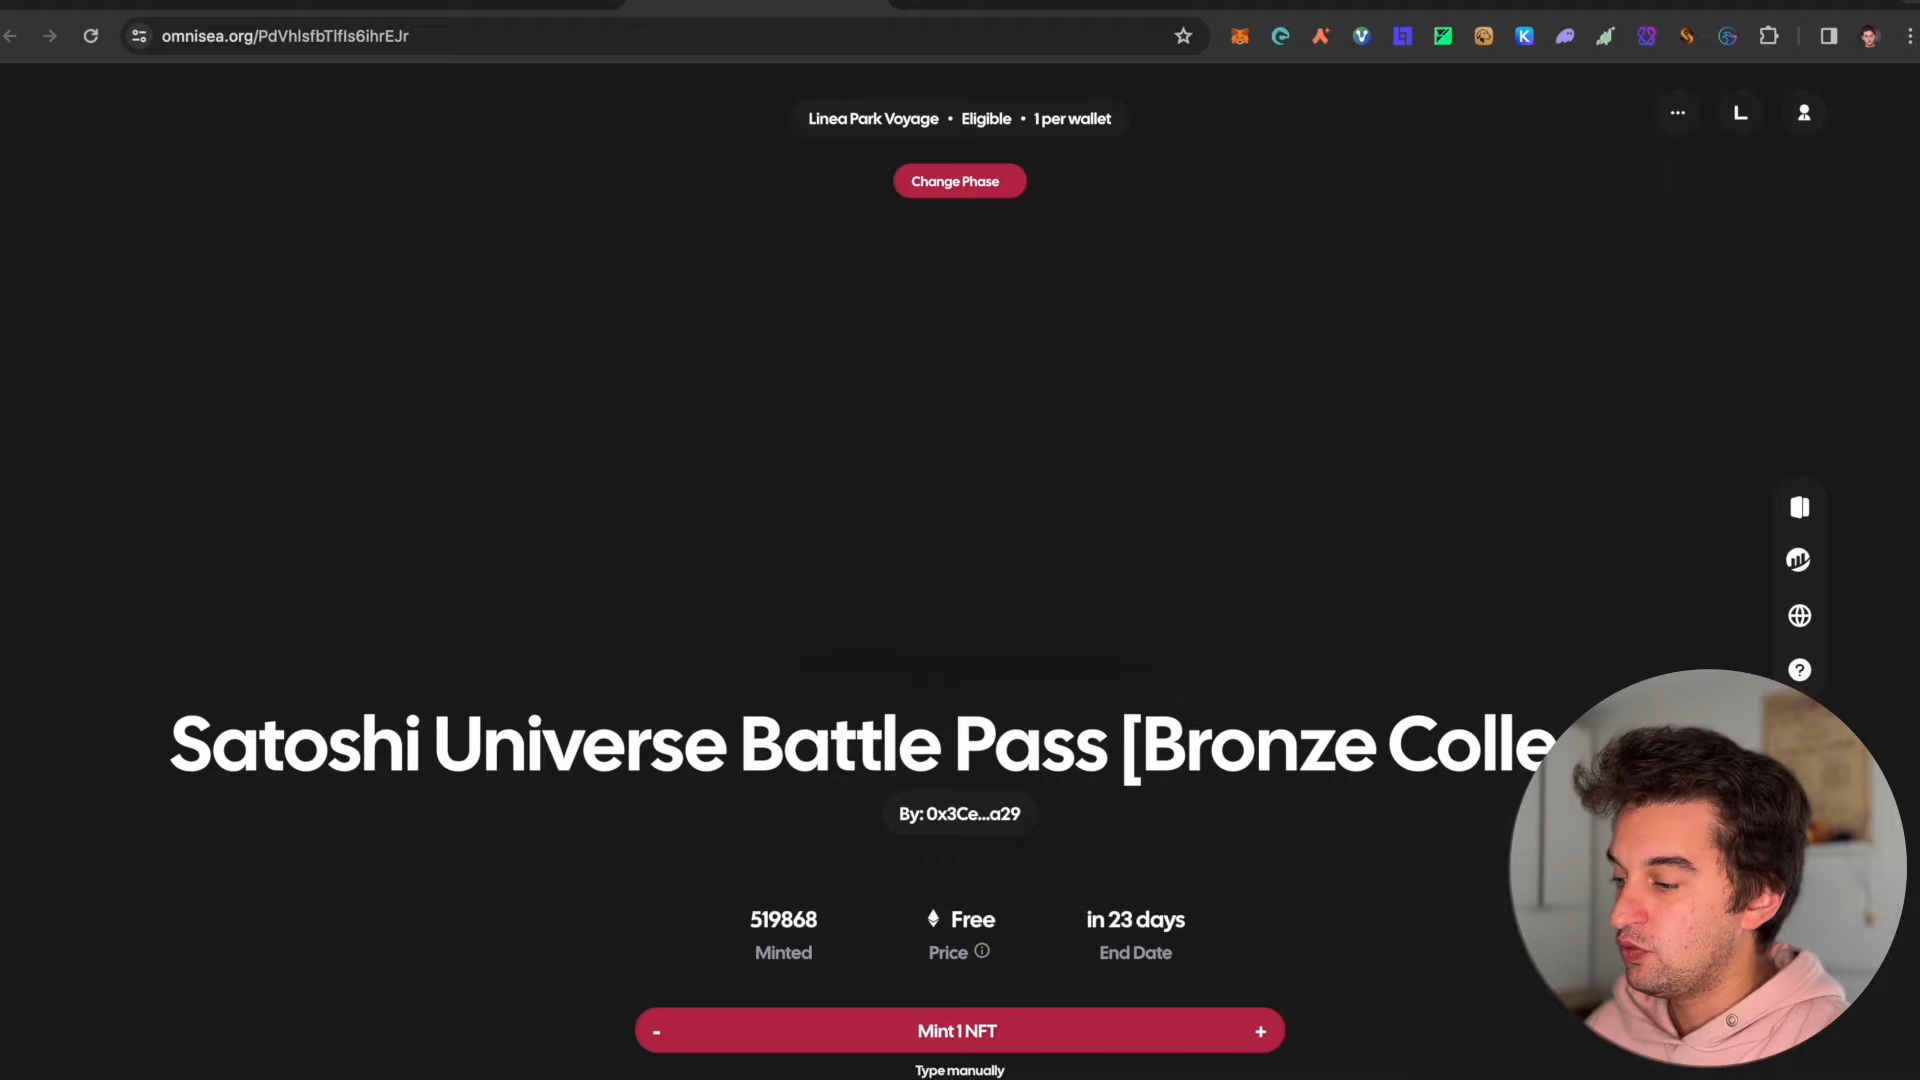 omnisea.org/PdVhlsfbTlfls6ihrEJr
Linea Park Voyage • Eligible • 1 per wallet
L
Change Phase
Satoshi Universe Battle Pass [Bronze Colle
By: 0x3Ce...a29
519868
Free
in 23 days
Minted
Price
End Date
- Mint 1 NFT +
Type manually